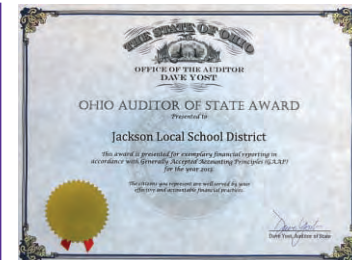 THE STATE OF OHIO
OFFICE OF THE AUDITOR
DAVE YOST
OHIO AUDITOR OF STATE AWARD
Presented to
Jackson Local School District
This award is presented for exemplary financial reporting in
accordance with Generally Accepted Accounting Principles (GAAP)
for the year 2015.
The citizens you represent are well served by your
effective and accountable financial practices.
Dave Yost
Dave Yost, Auditor of State